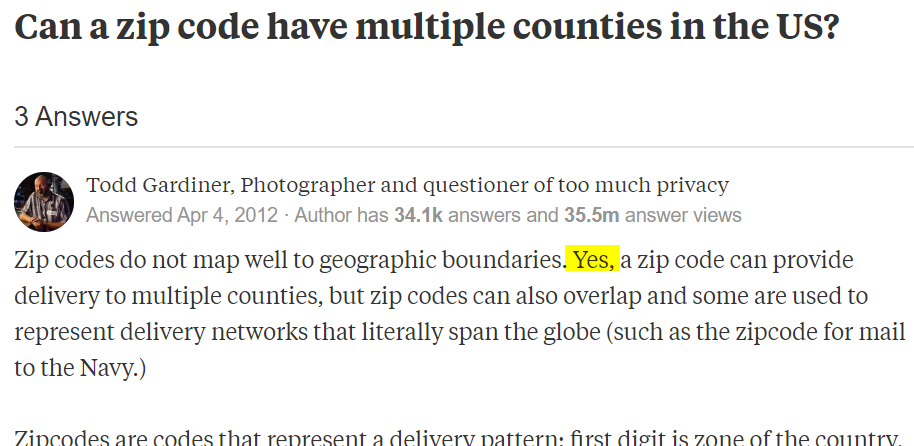 Can a zip code have multiple counties in the US?
3 Answers
Todd Gardiner, Photographer and questioner of too much privacy
Answered Apr 4, 2012 · Author has 34.1k answers and 35.5m answer views
Zip codes do not map well to geographic boundaries. Yes, a zip code can provide
delivery to multiple counties, but zip codes can also overlap and some are used to
represent delivery networks that literally span the globe (such as the zipcode for mail
to the Navy.)
Zipcodes are codes that represent a delivery pattern: first digit is zone of the country,